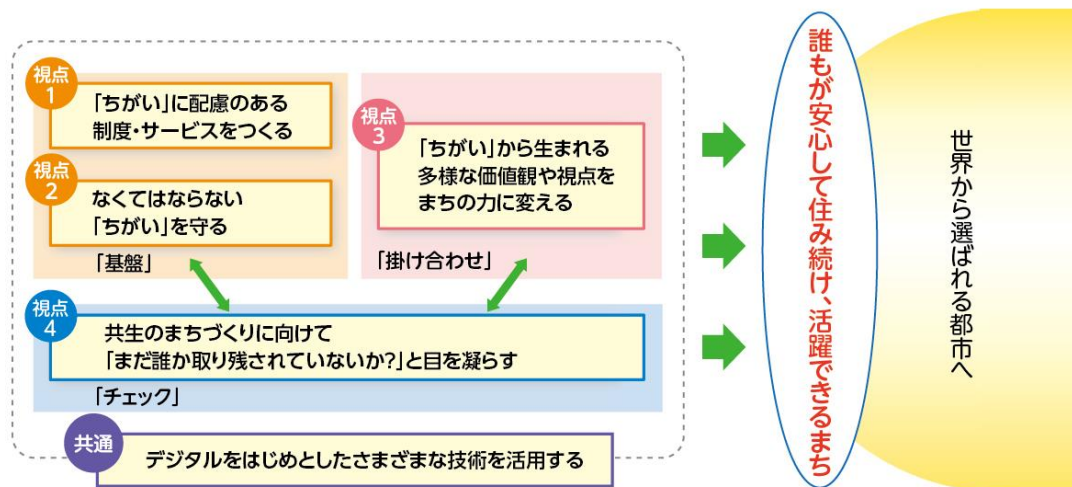 視点
1
「ちがい」に配慮のある
制度・サービスをつくる
視点
2
なくてはならない
「ちがい」を守る
「基盤」
視点
3
「ちがい」から生まれる
多様な価値観や視点を
まちの力に変える
「掛け合わせ」
視点
4
共生のまちづくりに向けて
「まだ誰か取り残されていないか?」と目を凝らす
「チェック」
共通
デジタルをはじめとしたさまざまな技術を活用する
誰もが安心して住み続け、活躍できるまち
世界から選ばれる都市へ